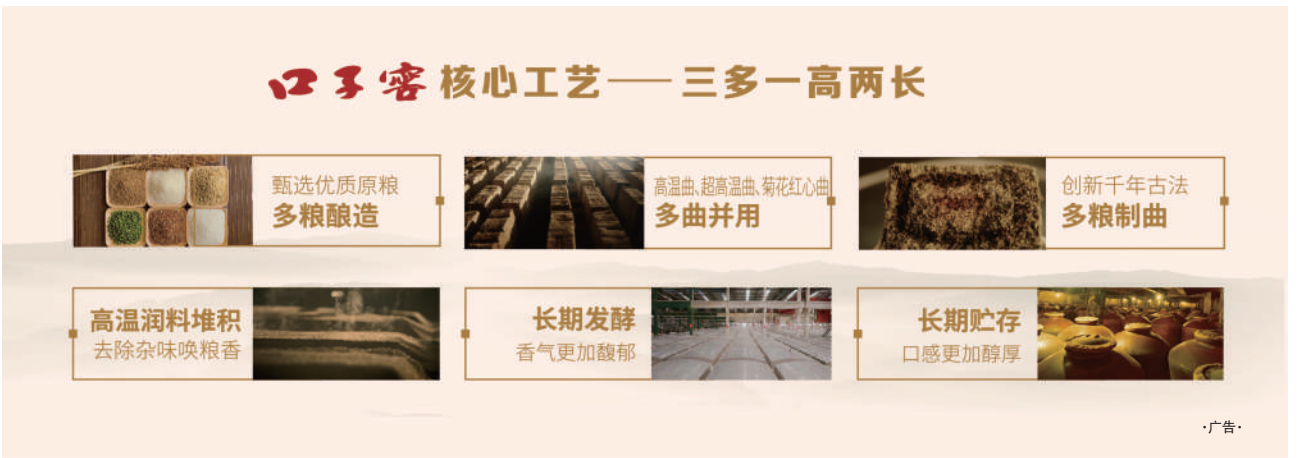 口子窖核心工艺——三多一高两长
甄选优质原粮
多粮酿造
高温曲、超高温曲、菊花红心曲
多曲并用
创新千年古法
多粮制曲
高温润料堆积
去除杂味唤粮香
长期发酵
香气更加馥郁
长期贮存
口感更加醇厚
·广告·